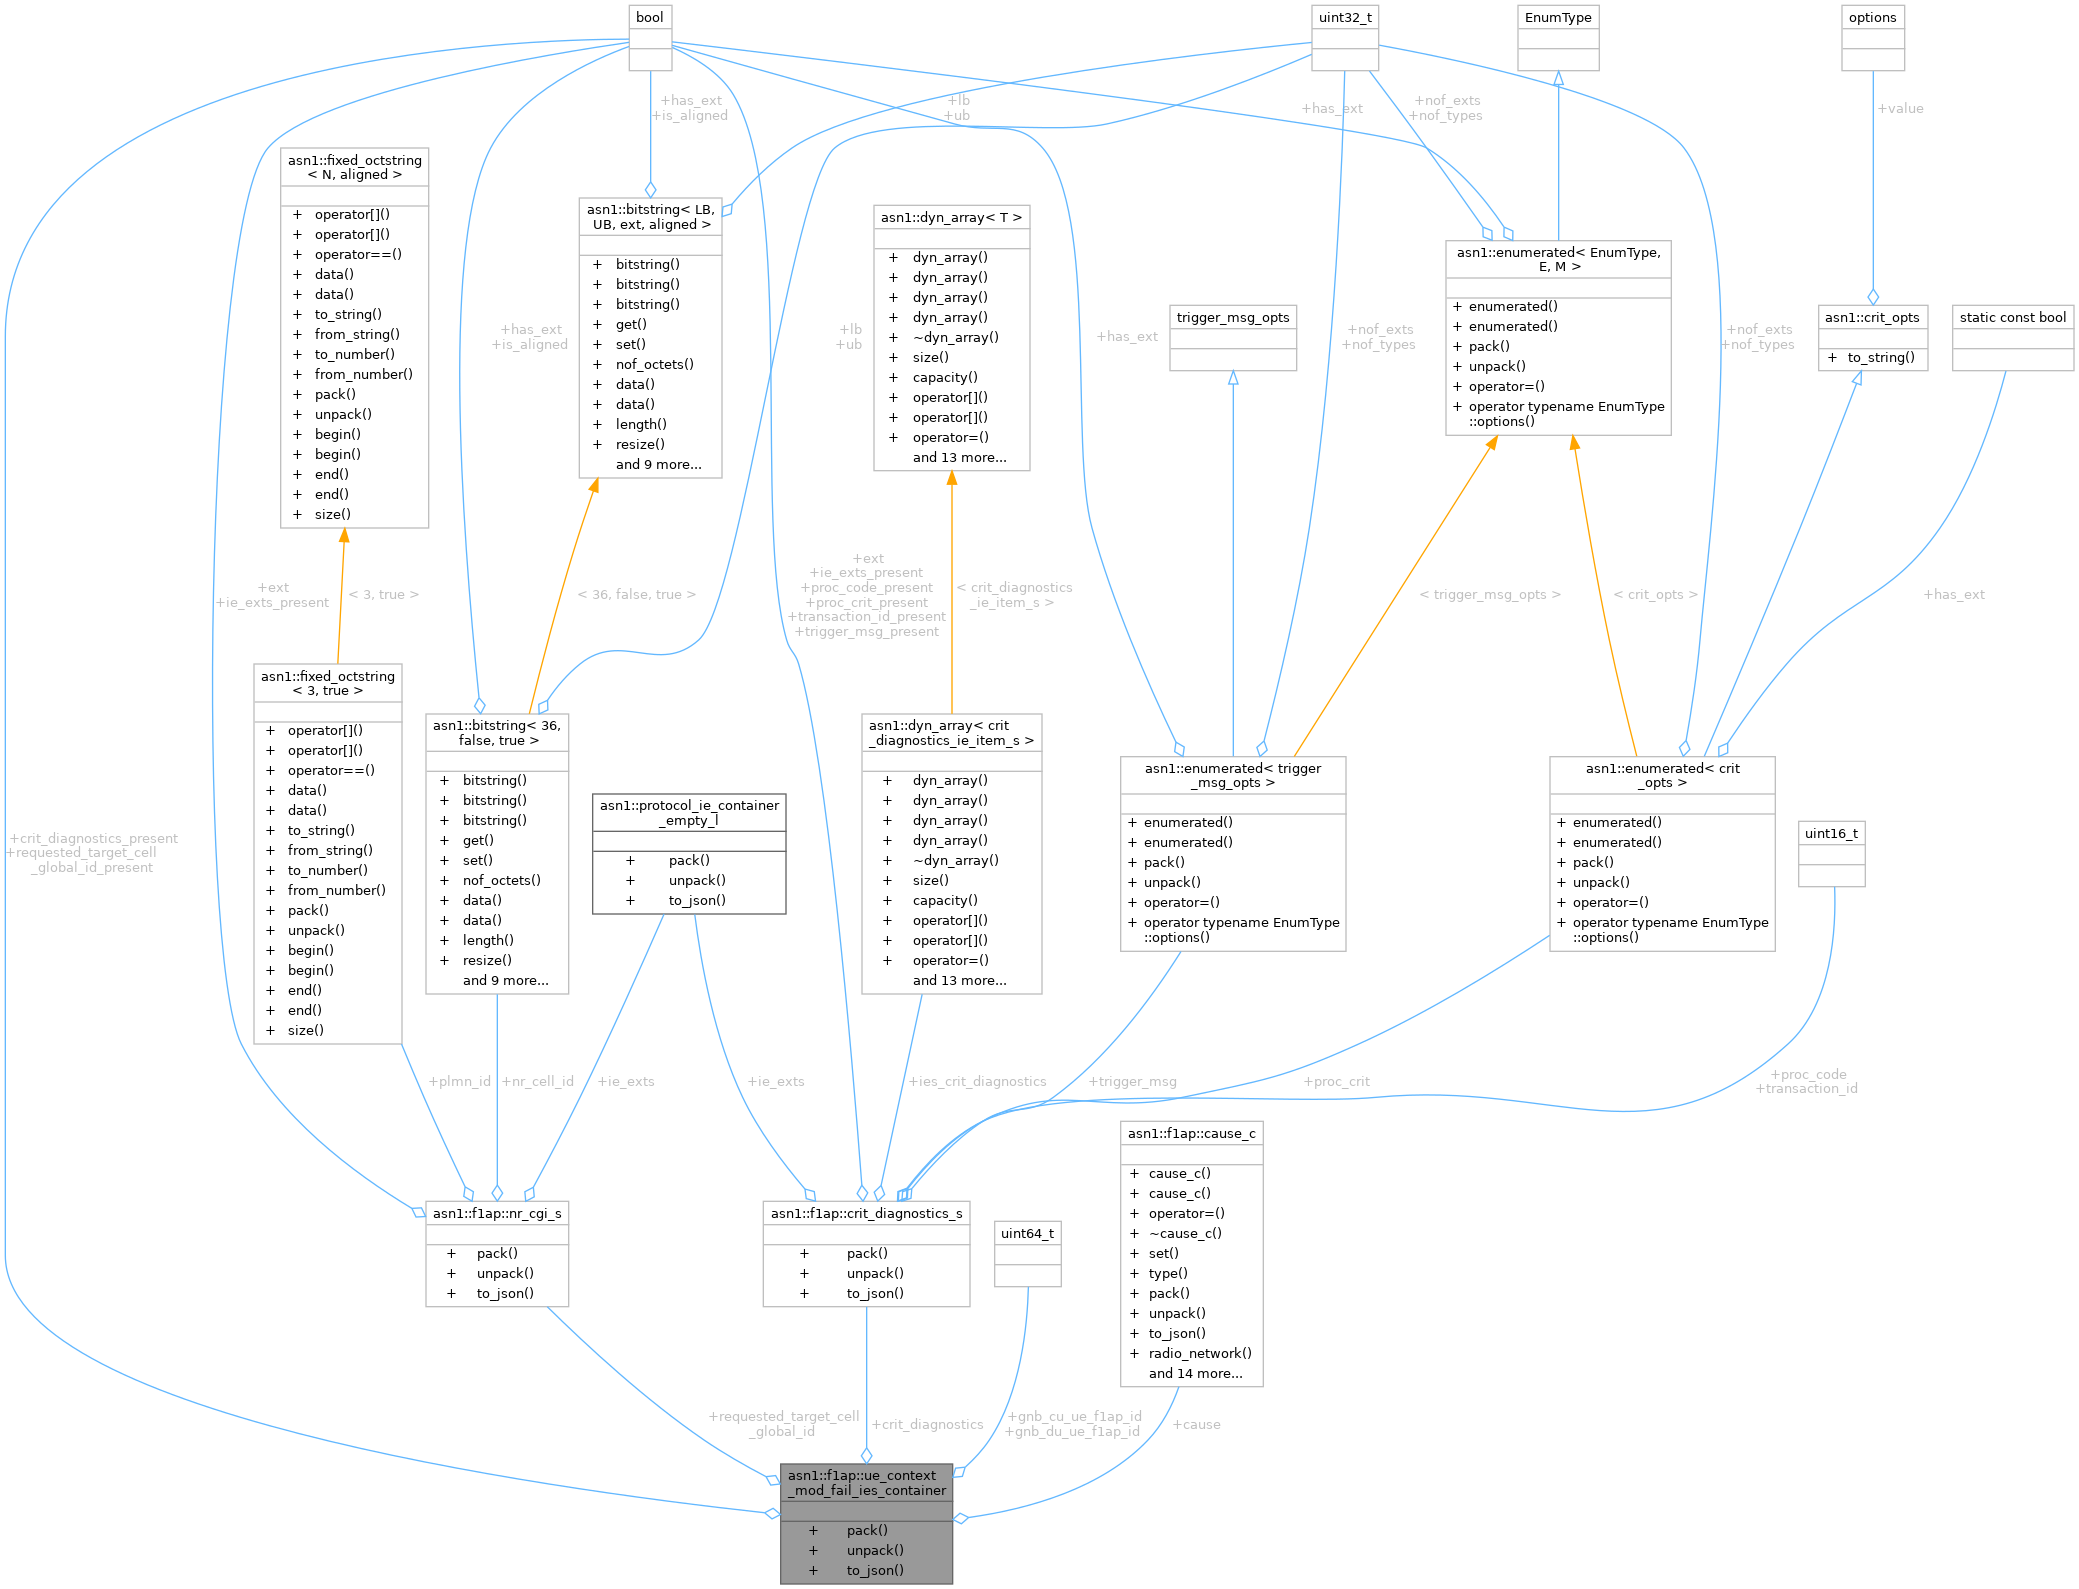 bool
uint32_t
EnumType
options
+has_ext
+is_aligned
+lb
+ub
+has_ext
+nof_exts
+nof_types
+value
asn1::fixed_octstring
< N, aligned >
+ operator[]()
+ operator[]()
+ operator==()
+ data()
+ data()
+ to_string()
+ from_string()
+ to_number()
+ from_number()
+ pack()
+ unpack()
+ begin()
+ begin()
+ end()
+ end()
+ size()
asn1::bitstring< LB,
UB, ext, aligned >
+ bitstring()
+ bitstring()
+ bitstring()
+ get()
+ set()
+ nof_octets()
+ data()
+ data()
+ length()
+ resize()
and 9 more...
asn1::dyn_array< T >
+ dyn_array()
+ dyn_array()
+ dyn_array()
+ dyn_array()
+ ~dyn_array()
+ size()
+ capacity()
+ operator[]()
+ operator[]()
+ operator=()
and 13 more...
trigger_msg_opts
asn1::enumerated< EnumType,
E, M >
+ enumerated()
+ enumerated()
+ pack()
+ unpack()
+ operator=()
+ operator typename EnumType
::options()
asn1::crit_opts
+ to_string()
static const bool
+has_ext
+is_aligned
+lb
+ub
+has_ext
+nof_exts
+nof_types
+nof_exts
+nof_types
+ext
+ie_exts_present
< 3, true >
< 36, false, true >
+ext
+ie_exts_present
+proc_code_present
+proc_crit_present
+transaction_id_present
+trigger_msg_present
< crit_diagnostics
_ie_item_s >
< trigger_msg_opts >
< crit_opts >
+has_ext
asn1::fixed_octstring
< 3, true >
+ operator[]()
+ operator[]()
+ operator==()
+ data()
+ data()
+ to_string()
+ from_string()
+ to_number()
+ from_number()
+ pack()
+ unpack()
+ begin()
+ begin()
+ end()
+ end()
+ size()
asn1::bitstring< 36,
false, true >
+ bitstring()
+ bitstring()
+ bitstring()
+ get()
+ set()
+ nof_octets()
+ data()
+ data()
+ length()
+ resize()
and 9 more...
asn1::protocol_ie_container
_empty_l
+ pack()
+ unpack()
+ to_json()
asn1::dyn_array< crit
_diagnostics_ie_item_s >
+ dyn_array()
+ dyn_array()
+ dyn_array()
+ dyn_array()
+ ~dyn_array()
+ size()
+ capacity()
+ operator[]()
+ operator[]()
+ operator=()
and 13 more...
asn1::enumerated< trigger
_msg_opts >
+ enumerated()
+ enumerated()
+ pack()
+ unpack()
+ operator=()
+ operator typename EnumType
::options()
asn1::enumerated< crit
_opts >
+ enumerated()
+ enumerated()
+ pack()
+ unpack()
+ operator=()
+ operator typename EnumType
::options()
uint16_t
+crit_diagnostics_present
+requested_target_cell
_global_id_present
+plmn_id
+nr_cell_id
+ie_exts
+ie_exts
+ies_crit_diagnostics
+trigger_msg
+proc_crit
+proc_code
+transaction_id
asn1::f1ap::nr_cgi_s
+ pack()
+ unpack()
+ to_json()
asn1::f1ap::crit_diagnostics_s
+ pack()
+ unpack()
+ to_json()
uint64_t
asn1::f1ap::cause_c
+ cause_c()
+ cause_c()
+ operator=()
+ ~cause_c()
+ set()
+ type()
+ pack()
+ unpack()
+ to_json()
+ radio_network()
and 14 more...
+requested_target_cell
_global_id
+crit_diagnostics
+gnb_cu_ue_f1ap_id
+gnb_du_ue_f1ap_id
+cause
asn1::f1ap::ue_context
_mod_fail_ies_container
+ pack()
+ unpack()
+ to_json()